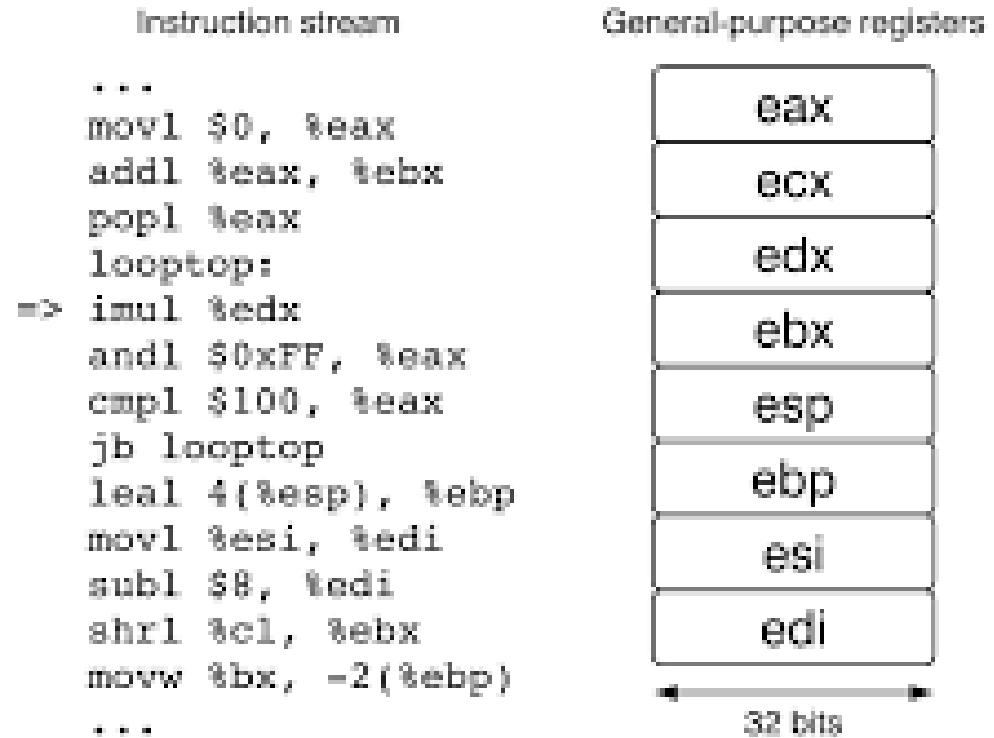 Instruction stream
...
movl $0, %eax
addl %eax, %ebx
popl %eax
looptop:
=> imul %edx
andl $0xFF, %eax
cmpl $100, %eax
jb looptop
leal 4(%esp), %ebp
movl %esi, %edi
subl $8, %edi
shrl %cl, %ebx
movw %bx, -2(%ebp)
...
General-purpose registers
eax
ecx
edx
ebx
esp
ebp
esi
edi
32 bits